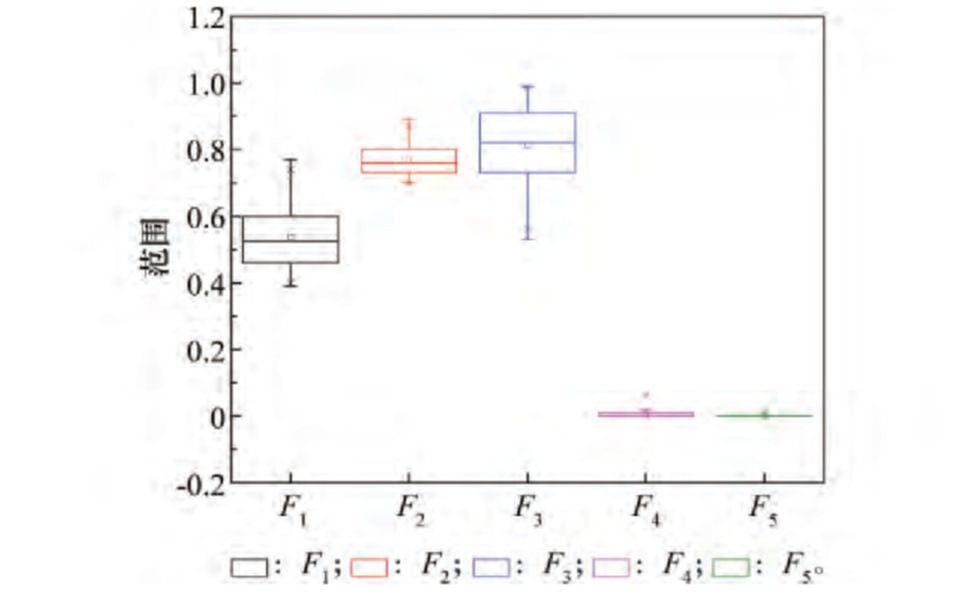 1.2
1.0
0.8
0.6
0.4
0.2
0
-0.2
范围
F₁ F₂ F₃ F₄ F₅
: F₁; : F₂; : F₃; : F₄; : F₅。